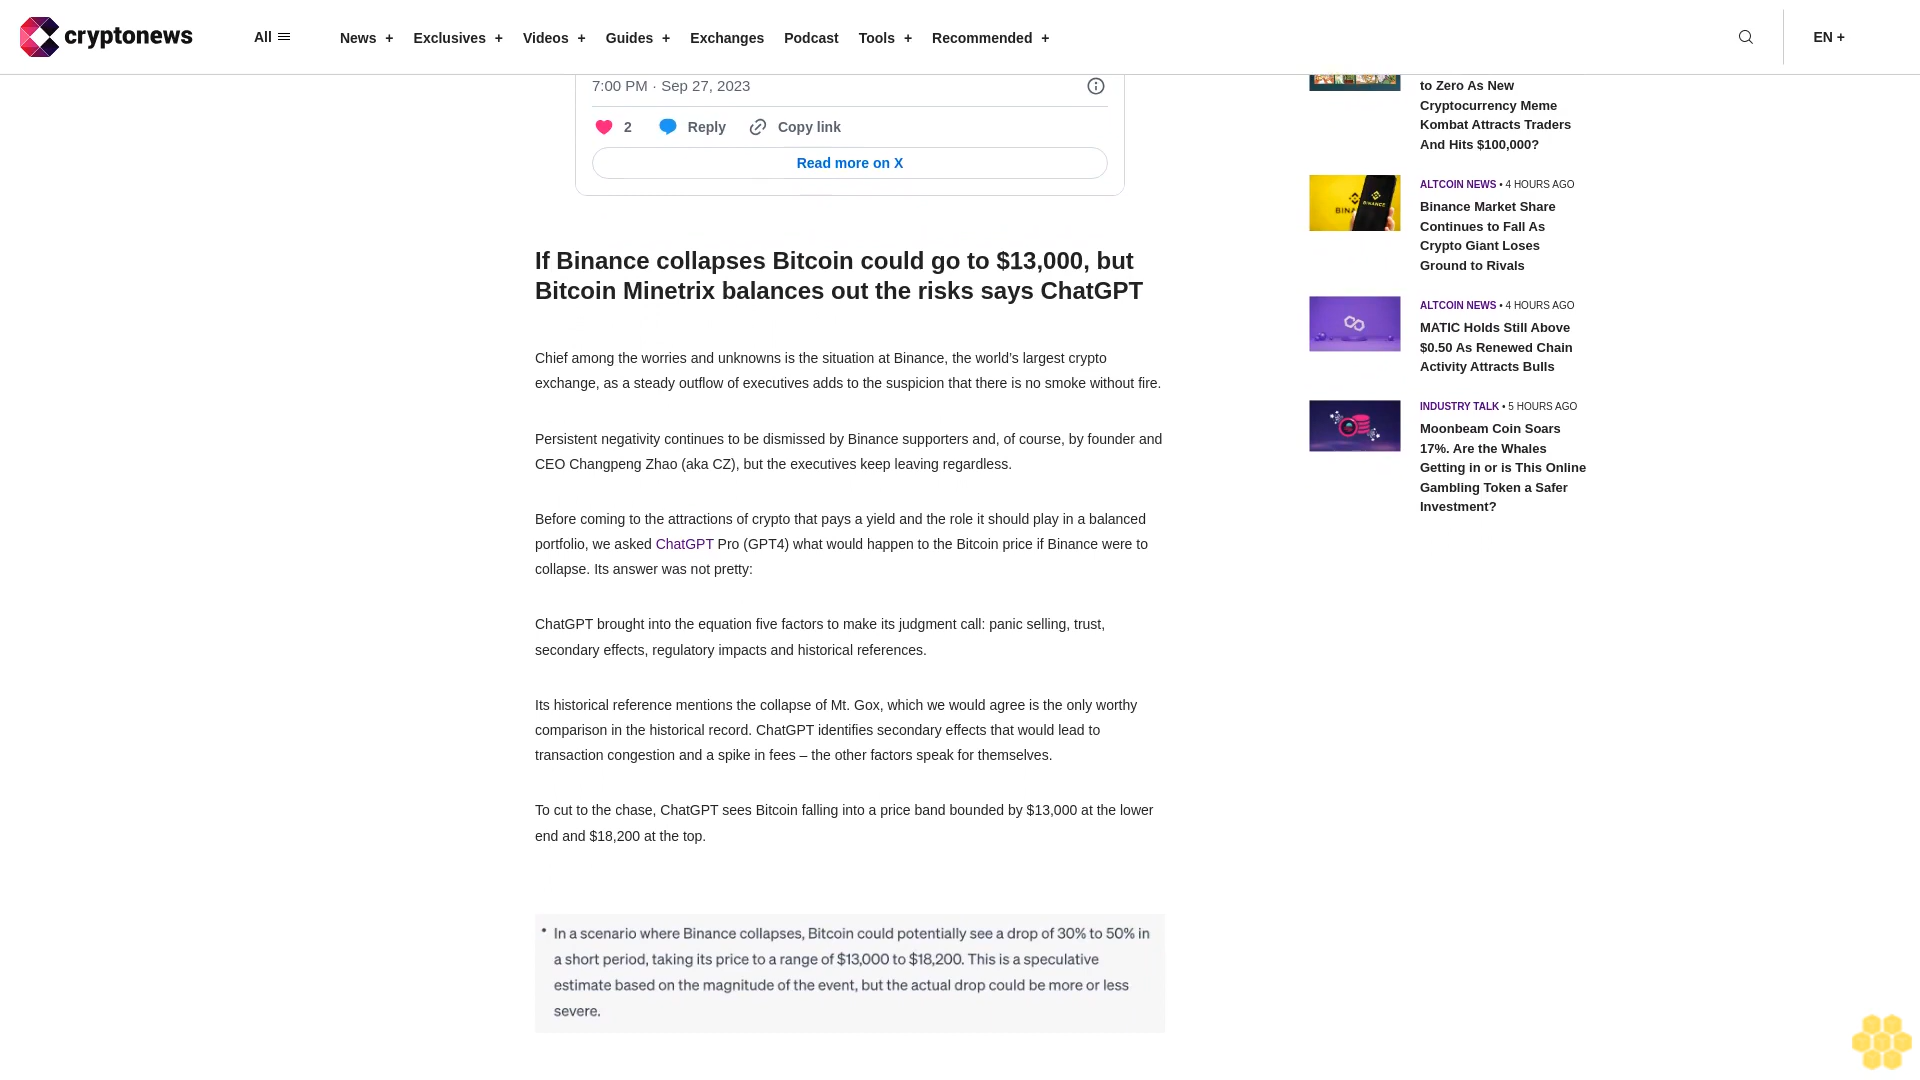 cryptonews
All
News +
Exclusives +
Videos +
Guides +
Exchanges
Podcast
Tools +
Recommended +
EN +
7:00 PM · Sep 27, 2023
2
Reply
Copy link
Read more on X
If Binance collapses Bitcoin could go to $13,000, but
Bitcoin Minetrix balances out the risks says ChatGPT
Chief among the worries and unknowns is the situation at Binance, the world’s largest crypto
exchange, as a steady outflow of executives adds to the suspicion that there is no smoke without fire.
Persistent negativity continues to be dismissed by Binance supporters and, of course, by founder and
CEO Changpeng Zhao (aka CZ), but the executives keep leaving regardless.
Before coming to the attractions of crypto that pays a yield and the role it should play in a balanced
portfolio, we asked ChatGPT Pro (GPT4) what would happen to the Bitcoin price if Binance were to
collapse. Its answer was not pretty:
ChatGPT brought into the equation five factors to make its judgment call: panic selling, trust,
secondary effects, regulatory impacts and historical references.
Its historical reference mentions the collapse of Mt. Gox, which we would agree is the only worthy
comparison in the historical record. ChatGPT identifies secondary effects that would lead to
transaction congestion and a spike in fees – the other factors speak for themselves.
To cut to the chase, ChatGPT sees Bitcoin falling into a price band bounded by $13,000 at the lower
end and $18,200 at the top.
• In a scenario where Binance collapses, Bitcoin could potentially see a drop of 30% to 50% in
a short period, taking its price to a range of $13,000 to $18,200. This is a speculative
estimate based on the magnitude of the event, but the actual drop could be more or less
severe.
to Zero As New
Cryptocurrency Meme
Kombat Attracts Traders
And Hits $100,000?
ALTCOIN NEWS • 4 HOURS AGO
Binance Market Share
Continues to Fall As
Crypto Giant Loses
Ground to Rivals
ALTCOIN NEWS • 4 HOURS AGO
MATIC Holds Still Above
$0.50 As Renewed Chain
Activity Attracts Bulls
INDUSTRY TALK • 5 HOURS AGO
Moonbeam Coin Soars
17%. Are the Whales
Getting in or is This Online
Gambling Token a Safer
Investment?